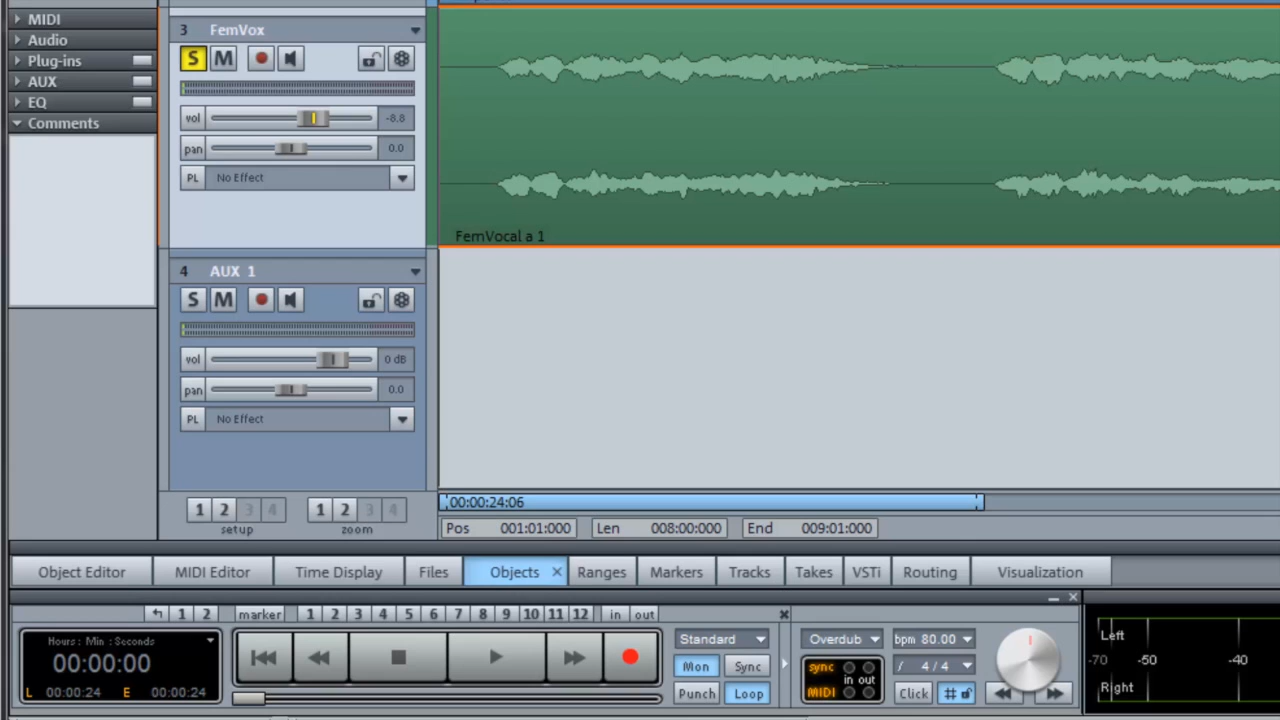 MIDI
Audio
Plug-ins
AUX
EQ
Comments
3 FemVox
S M
vol -8.8
pan 0.0
PL No Effect
FemVocal a 1
4 AUX 1
S M
vol 0 dB
pan 0.0
PL No Effect
1 2 3 4 1 2 3 4
setup zoom
00:00:24:06
Pos 001:01:000 Len 008:00:000 End 009:01:000
Object Editor MIDI Editor Time Display Files Objects × Ranges Markers Tracks Takes VSTi Routing Visualization
1 2 marker 1 2 3 4 5 6 7 8 9 10 11 12 in out
Hours : Min : Seconds
00:00:00
L 00:00:24 E 00:00:24
Standard
Mon Sync
Punch Loop
Overdub bpm 80.00
sync in out MIDI
/ 4 / 4
Click #
Left
-70 -50 -40
Right